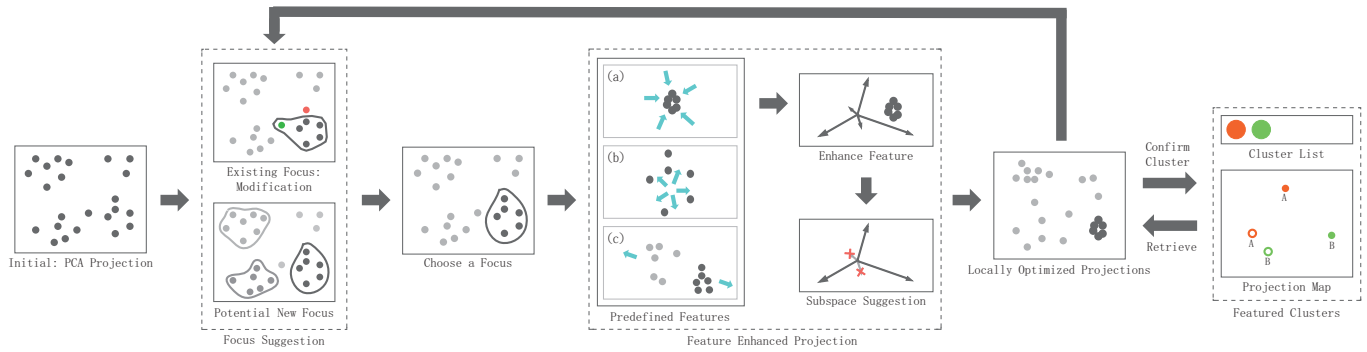 Initial: PCA Projection
Existing Focus:
Modification
Potential New Focus
Focus Suggestion
Choose a Focus
(a)
(b)
(c)
Predefined Features
Enhance Feature
Subspace Suggestion
Feature Enhanced Projection
Locally Optimized Projections
Confirm
Cluster
Retrieve
Cluster List
A
A
B
B
Projection Map
Featured Clusters